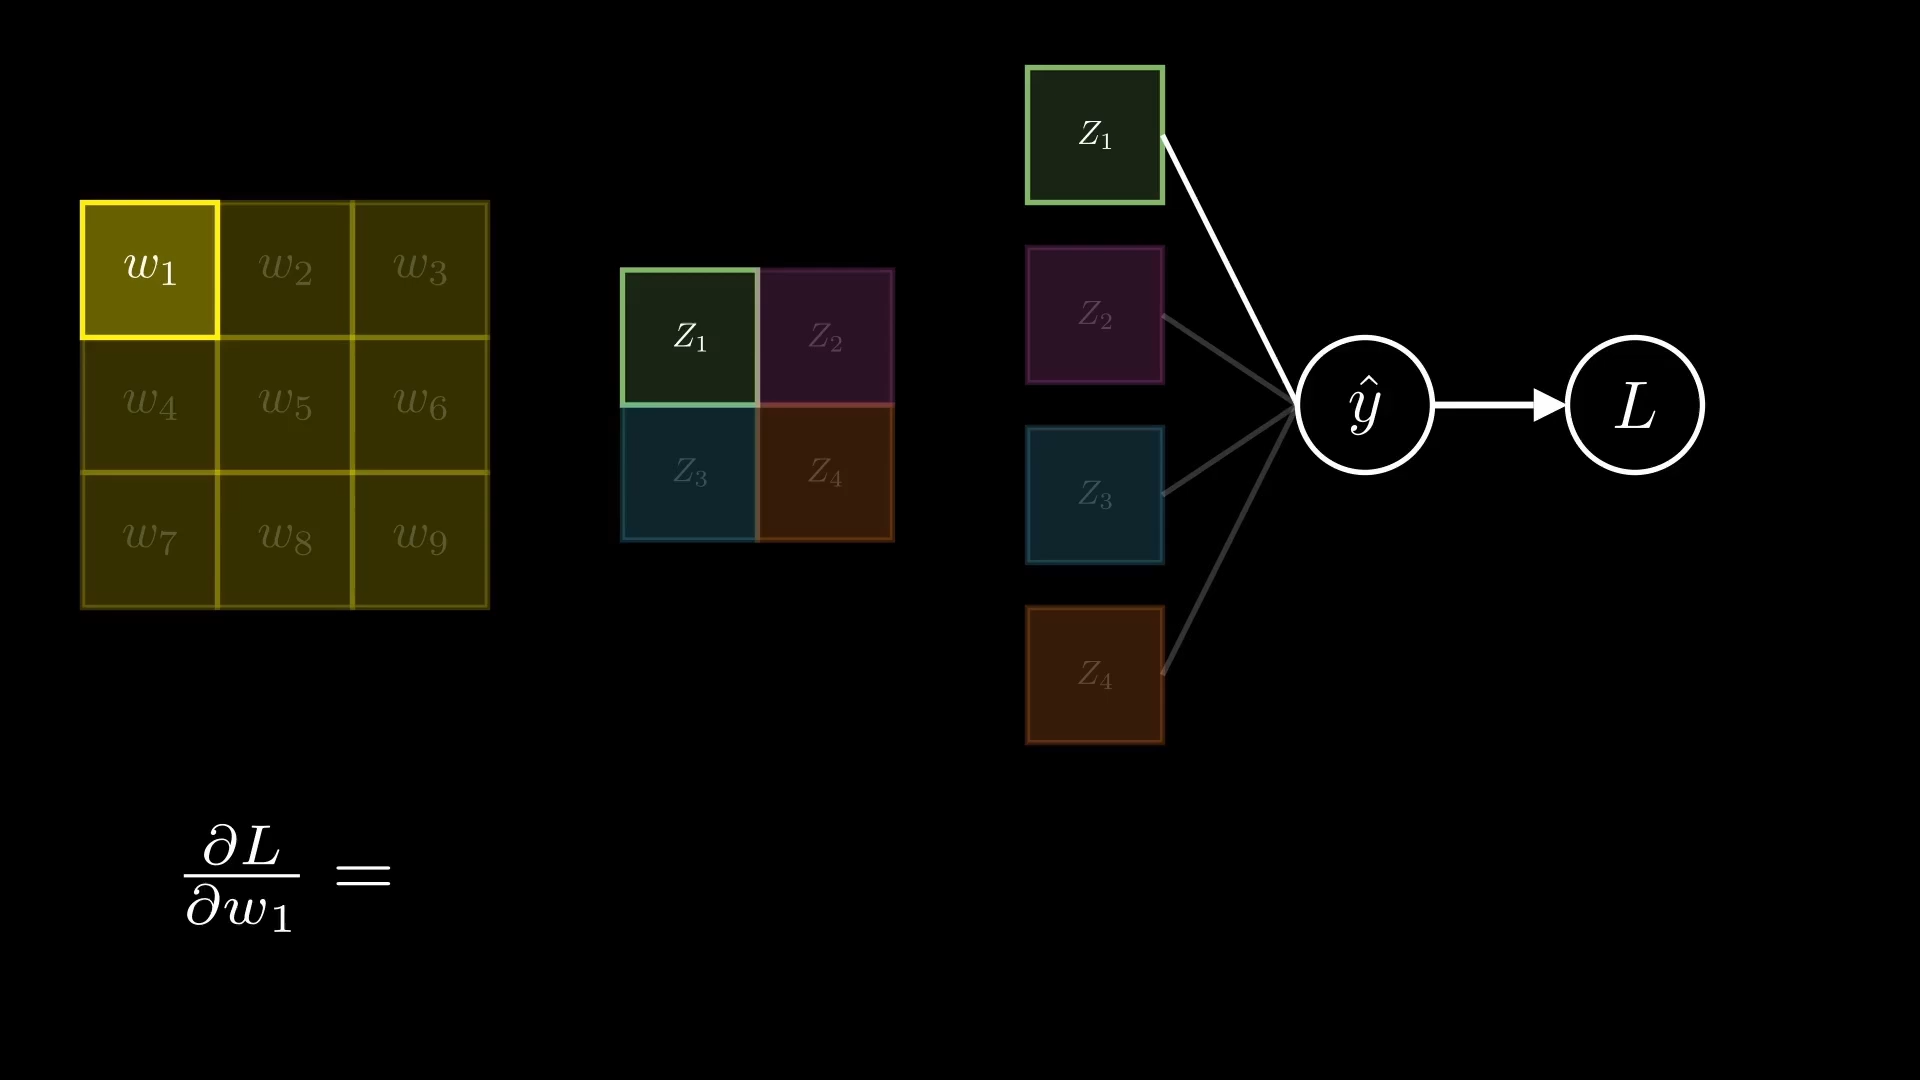 w₁ w₂ w₃
w₄ w₅ w₆
w₇ w₈ w₉
z₁ z₂
z₃ z₄
z₁
z₂
z₃
z₄
ŷ L
∂L/∂w₁ =